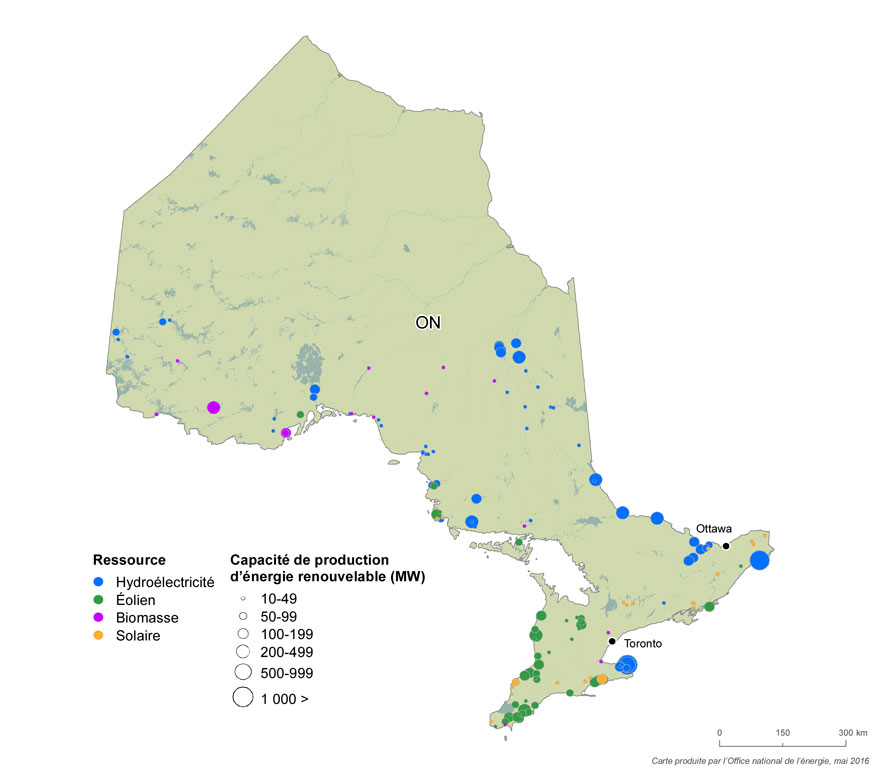 ON
Ottawa
Ressource
Hydroélectricité
Éolien
Biomasse
Solaire
Capacité de production
d'énergie renouvelable (MW)
10-49
50-99
100-199
200-499
500-999
1 000 >
Toronto
0 150 300 km
Carte produite par l'Office national de l'énergie, mai 2016